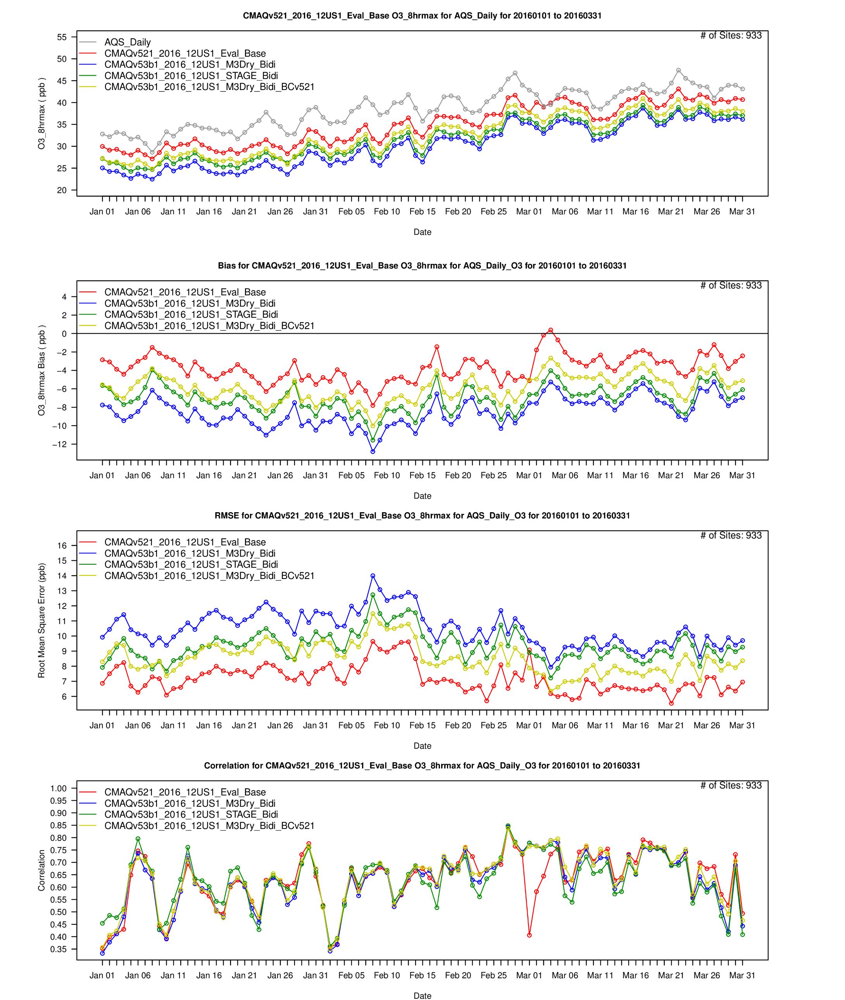 CMAQv521_2016_12US1_Eval_Base O3_8hrmax for AQS_Daily for 20160101 to 20160331
# of Sites: 933
AQS_Daily
CMAQv521_2016_12US1_Eval_Base
CMAQv53b1_2016_12US1_M3Dry_Bidi
CMAQv53b1_2016_12US1_STAGE_Bidi
CMAQv53b1_2016_12US1_M3Dry_Bidi_BCv521
O3_8hrmax ( ppb )
55
50
45
40
35
30
25
20
Jan 01 Jan 06 Jan 11 Jan 16 Jan 21 Jan 26 Jan 31 Feb 05 Feb 10 Feb 15 Feb 20 Feb 25 Mar 01 Mar 06 Mar 11 Mar 16 Mar 21 Mar 26 Mar 31
Date
Bias for CMAQv521_2016_12US1_Eval_Base O3_8hrmax for AQS_Daily_O3 for 20160101 to 20160331
# of Sites: 933
CMAQv521_2016_12US1_Eval_Base
CMAQv53b1_2016_12US1_M3Dry_Bidi
CMAQv53b1_2016_12US1_STAGE_Bidi
CMAQv53b1_2016_12US1_M3Dry_Bidi_BCv521
O3_8hrmax Bias ( ppb )
4
2
0
−2
−4
−6
−8
−10
−12
Jan 01 Jan 06 Jan 11 Jan 16 Jan 21 Jan 26 Jan 31 Feb 05 Feb 10 Feb 15 Feb 20 Feb 25 Mar 01 Mar 06 Mar 11 Mar 16 Mar 21 Mar 26 Mar 31
Date
RMSE for CMAQv521_2016_12US1_Eval_Base O3_8hrmax for AQS_Daily_O3 for 20160101 to 20160331
# of Sites: 933
CMAQv521_2016_12US1_Eval_Base
CMAQv53b1_2016_12US1_M3Dry_Bidi
CMAQv53b1_2016_12US1_STAGE_Bidi
CMAQv53b1_2016_12US1_M3Dry_Bidi_BCv521
Root Mean Square Error (ppb)
16
15
14
13
12
11
10
9
8
7
6
Jan 01 Jan 06 Jan 11 Jan 16 Jan 21 Jan 26 Jan 31 Feb 05 Feb 10 Feb 15 Feb 20 Feb 25 Mar 01 Mar 06 Mar 11 Mar 16 Mar 21 Mar 26 Mar 31
Date
Correlation for CMAQv521_2016_12US1_Eval_Base O3_8hrmax for AQS_Daily_O3 for 20160101 to 20160331
# of Sites: 933
CMAQv521_2016_12US1_Eval_Base
CMAQv53b1_2016_12US1_M3Dry_Bidi
CMAQv53b1_2016_12US1_STAGE_Bidi
CMAQv53b1_2016_12US1_M3Dry_Bidi_BCv521
Correlation
1.00
0.95
0.90
0.85
0.80
0.75
0.70
0.65
0.60
0.55
0.50
0.45
0.40
0.35
Jan 01 Jan 06 Jan 11 Jan 16 Jan 21 Jan 26 Jan 31 Feb 05 Feb 10 Feb 15 Feb 20 Feb 25 Mar 01 Mar 06 Mar 11 Mar 16 Mar 21 Mar 26 Mar 31
Date